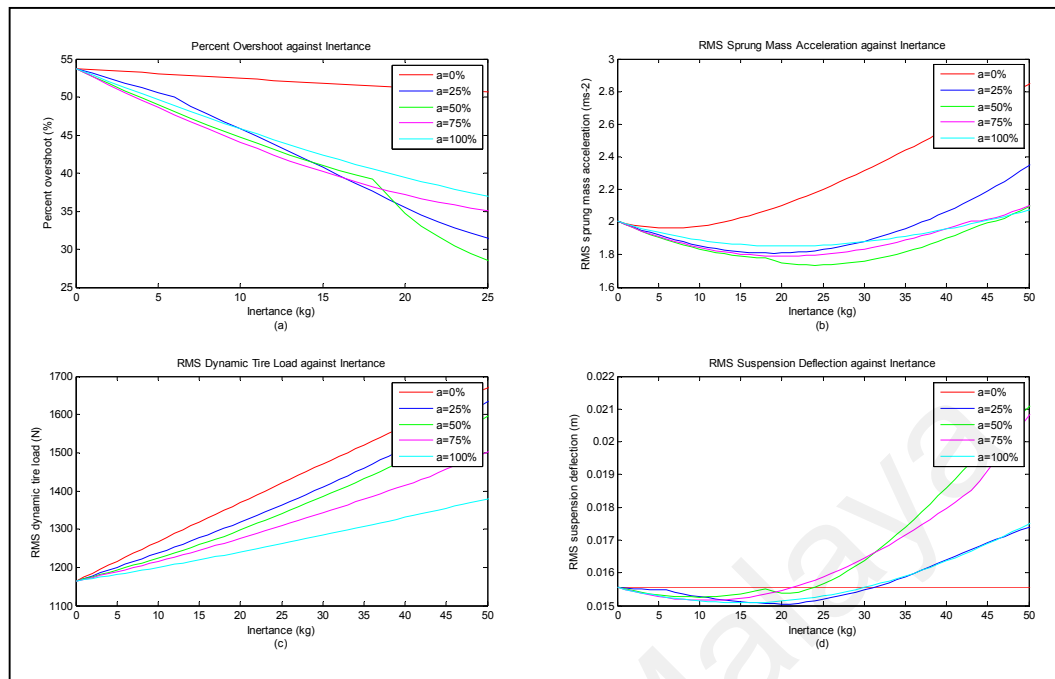 Percent Overshoot against Inertance
55
50
45
40
35
30
25
Percent overshoot (%)
0 5 10 15 20 25
Inertance (kg)
(a)
a=0%
a=25%
a=50%
a=75%
a=100%
RMS Sprung Mass Acceleration against Inertance
3
2.8
2.6
2.4
2.2
2
1.8
1.6
RMS sprung mass acceleration (ms-2)
0 5 10 15 20 25 30 35 40 45 50
Inertance (kg)
(b)
a=0%
a=25%
a=50%
a=75%
a=100%
RMS Dynamic Tire Load against Inertance
1700
1600
1500
1400
1300
1200
1100
RMS dynamic tire load (N)
0 5 10 15 20 25 30 35 40 45 50
Inertance (kg)
(c)
a=0%
a=25%
a=50%
a=75%
a=100%
RMS Suspension Deflection against Inertance
0.022
0.021
0.02
0.019
0.018
0.017
0.016
0.015
RMS suspension deflection (m)
0 5 10 15 20 25 30 35 40 45 50
Inertance (kg)
(d)
a=0%
a=25%
a=50%
a=75%
a=100%
Malaya